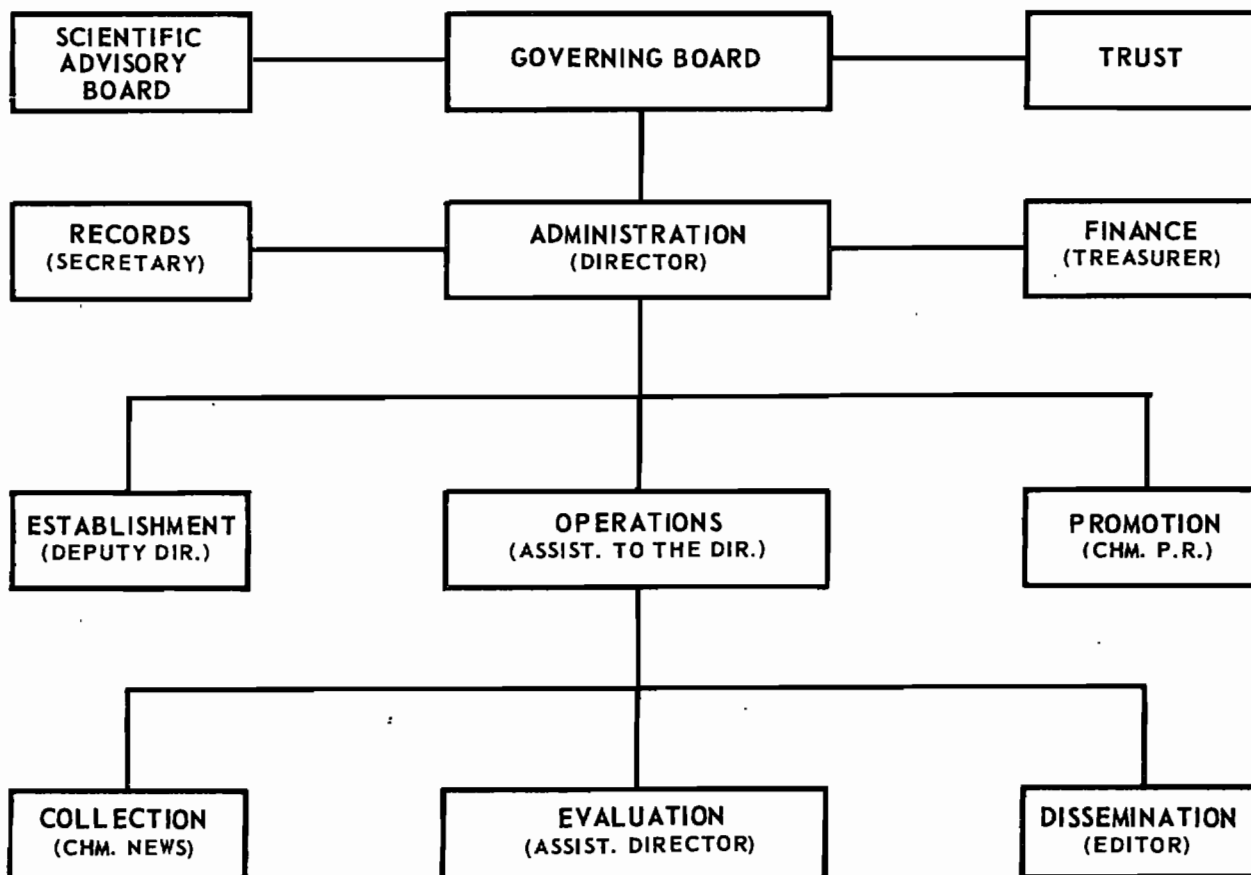 SCIENTIFIC
ADVISORY
BOARD
GOVERNING BOARD
TRUST
RECORDS
(SECRETARY)
ADMINISTRATION
(DIRECTOR)
FINANCE
(TREASURER)
ESTABLISHMENT
(DEPUTY DIR.)
OPERATIONS
(ASSIST. TO THE DIR.)
PROMOTION
(CHM. P.R.)
COLLECTION
(CHM. NEWS)
EVALUATION
(ASSIST. DIRECTOR)
DISSEMINATION
(EDITOR)